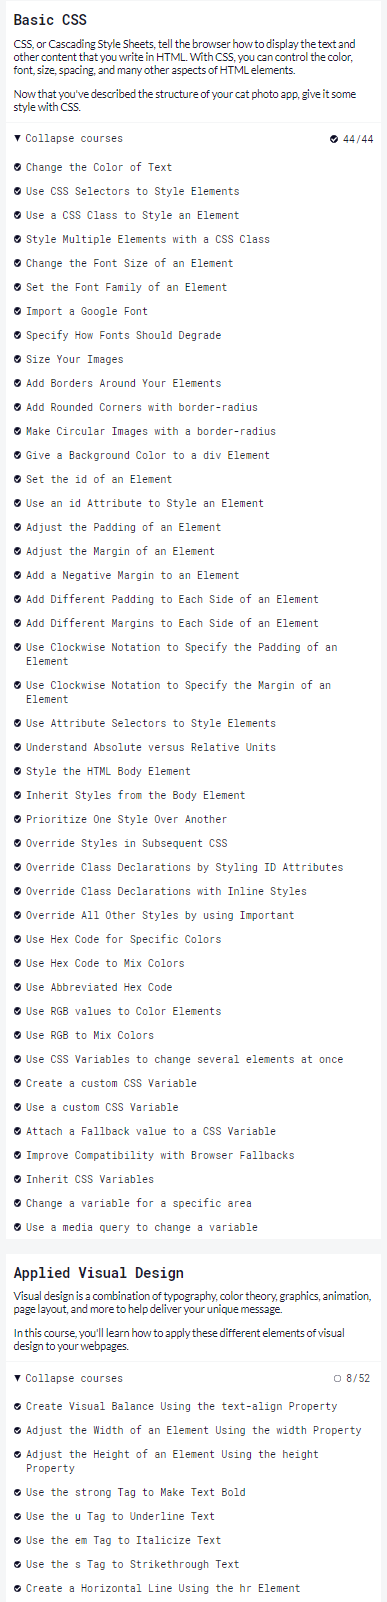 Basic CSS
CSS, or Cascading Style Sheets, tell the browser how to display the text and
other content that you write in HTML. With CSS, you can control the color,
font, size, spacing, and many other aspects of HTML elements.
Now that you've described the structure of your cat photo app, give it some
style with CSS.
Collapse courses 44/44
Change the Color of Text
Use CSS Selectors to Style Elements
Use a CSS Class to Style an Element
Style Multiple Elements with a CSS Class
Change the Font Size of an Element
Set the Font Family of an Element
Import a Google Font
Specify How Fonts Should Degrade
Size Your Images
Add Borders Around Your Elements
Add Rounded Corners with border-radius
Make Circular Images with a border-radius
Give a Background Color to a div Element
Set the id of an Element
Use an id Attribute to Style an Element
Adjust the Padding of an Element
Adjust the Margin of an Element
Add a Negative Margin to an Element
Add Different Padding to Each Side of an Element
Add Different Margins to Each Side of an Element
Use Clockwise Notation to Specify the Padding of an
Element
Use Clockwise Notation to Specify the Margin of an
Element
Use Attribute Selectors to Style Elements
Understand Absolute versus Relative Units
Style the HTML Body Element
Inherit Styles from the Body Element
Prioritize One Style Over Another
Override Styles in Subsequent CSS
Override Class Declarations by Styling ID Attributes
Override Class Declarations with Inline Styles
Override All Other Styles by using Important
Use Hex Code for Specific Colors
Use Hex Code to Mix Colors
Use Abbreviated Hex Code
Use RGB values to Color Elements
Use RGB to Mix Colors
Use CSS Variables to change several elements at once
Create a custom CSS Variable
Use a custom CSS Variable
Attach a Fallback value to a CSS Variable
Improve Compatibility with Browser Fallbacks
Inherit CSS Variables
Change a variable for a specific area
Use a media query to change a variable
Applied Visual Design
Visual design is a combination of typography, color theory, graphics, animation,
page layout, and more to help deliver your unique message.
In this course, you'll learn how to apply these different elements of visual
design to your webpages.
Collapse courses 8/52
Create Visual Balance Using the text-align Property
Adjust the Width of an Element Using the width Property
Adjust the Height of an Element Using the height
Property
Use the strong Tag to Make Text Bold
Use the u Tag to Underline Text
Use the em Tag to Italicize Text
Use the s Tag to Strikethrough Text
Create a Horizontal Line Using the hr Element